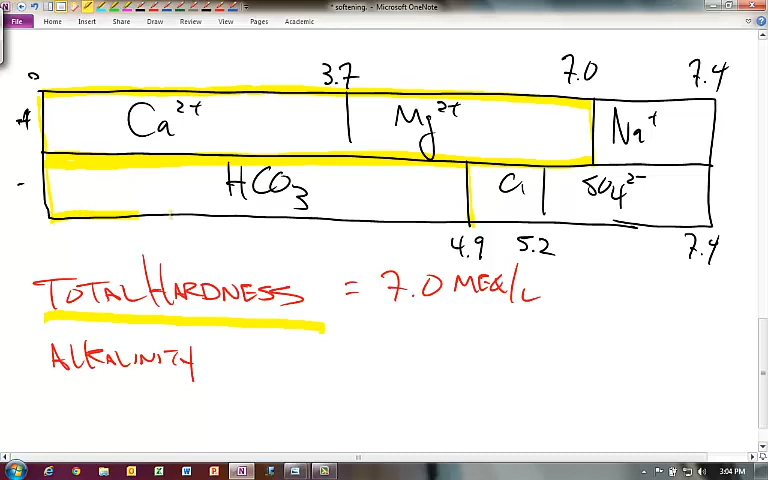 * softening. - Microsoft OneNote
File Home Insert Share Draw Review View Pages Academic
0 3.7 7.0 7.4
+ Ca²⁺ Mg²⁺ Na⁺
- HCO3 Cl SO4²⁻
4.9 5.2 7.4
TOTAL HARDNESS = 7.0 MEQ/L
ALKALINITY
3:04 PM